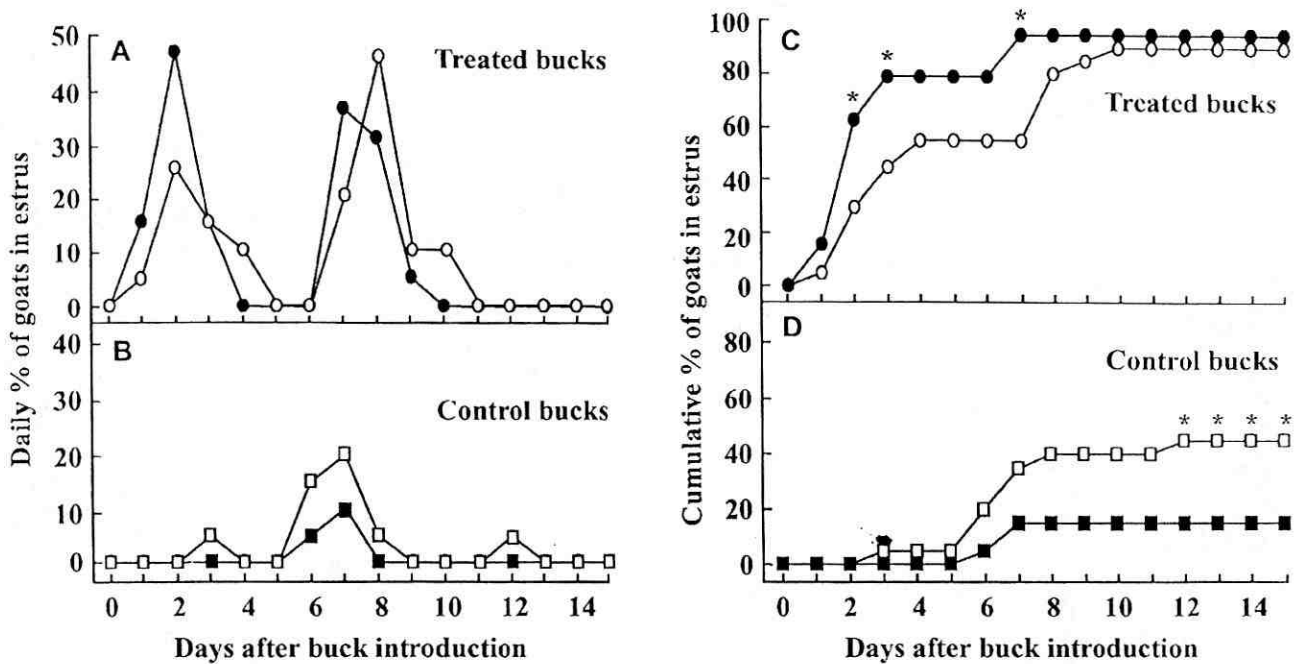 A
Treated bucks
50
40
30
20
10
0
B
Control bucks
40
30
20
10
0
Daily % of goats in estrus
0 2 4 6 8 10 12 14
Days after buck introduction
C
* * *
Treated bucks
100
80
60
40
20
0
D
Control bucks
* * * *
80
60
40
20
0
Cumulative % of goats in estrus
0 2 4 6 8 10 12 14
Days after buck introduction